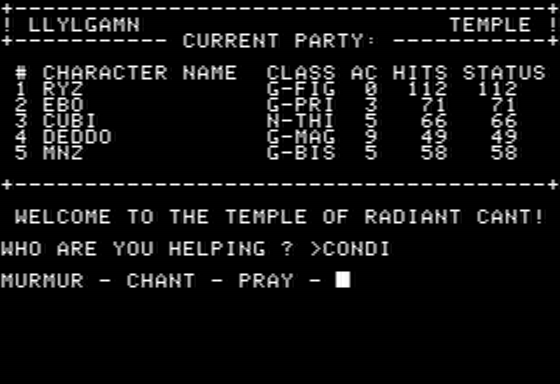 ! LLYLGAMN TEMPLE !
+----------- CURRENT PARTY: -----------+
# CHARACTER NAME CLASS AC HITS STATUS
1 RYZ G-FIG 0 112 112
2 EBO G-PRI 3 71 71
3 CUBI N-THI 5 66 66
4 DEDDO G-MAG 9 49 49
5 MNZ G-BIS 5 58 58
WELCOME TO THE TEMPLE OF RADIANT CANT!
WHO ARE YOU HELPING ? >CONDI
MURMUR - CHANT - PRAY -